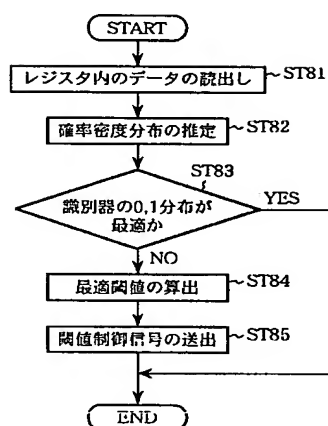 START
レジスタ内のデータの読出し
ST81
確率密度分布の推定
ST82
ST83
識別器の0,1分布が
最適か
YES
NO
最適閾値の算出
ST84
閾値制御信号の送出
ST85
END